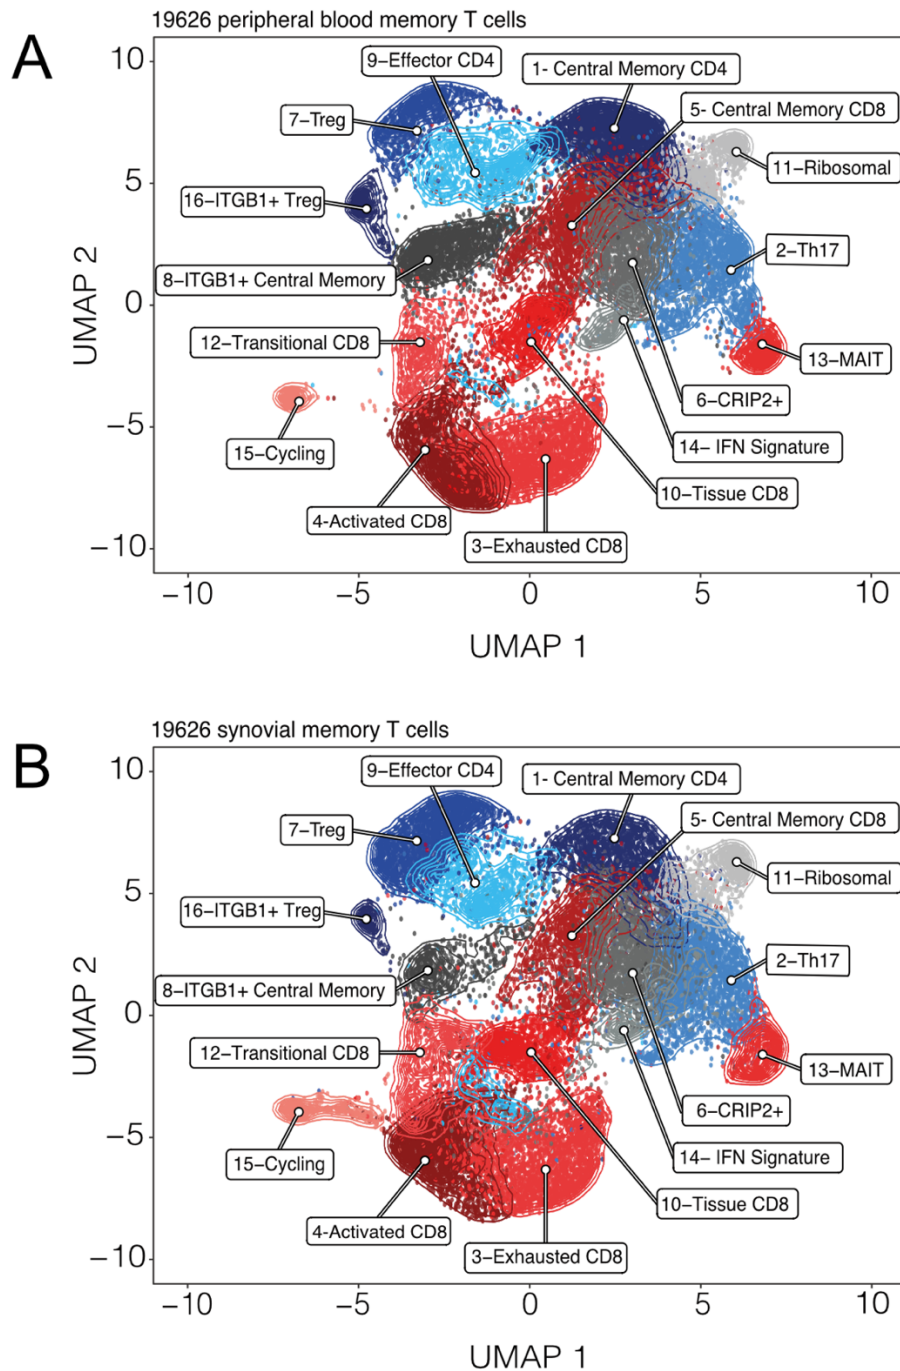 A
19626 peripheral blood memory T cells
9–Effector CD4
1- Central Memory CD4
7–Treg
5- Central Memory CD8
11–Ribosomal
16–ITGB1+ Treg
2–Th17
8–ITGB1+ Central Memory
12–Transitional CD8
13–MAIT
6–CRIP2+
15–Cycling
14– IFN Signature
10–Tissue CD8
4-Activated CD8
3–Exhausted CD8
10
5
0
−5
−10
UMAP 2
−10
−5
0
5
10
UMAP 1
B
19626 synovial memory T cells
9–Effector CD4
1- Central Memory CD4
7–Treg
5- Central Memory CD8
11–Ribosomal
16–ITGB1+ Treg
2–Th17
8–ITGB1+ Central Memory
12–Transitional CD8
13–MAIT
6–CRIP2+
15–Cycling
14– IFN Signature
10–Tissue CD8
4-Activated CD8
3–Exhausted CD8
10
5
0
−5
−10
UMAP 2
−10
−5
0
5
10
UMAP 1